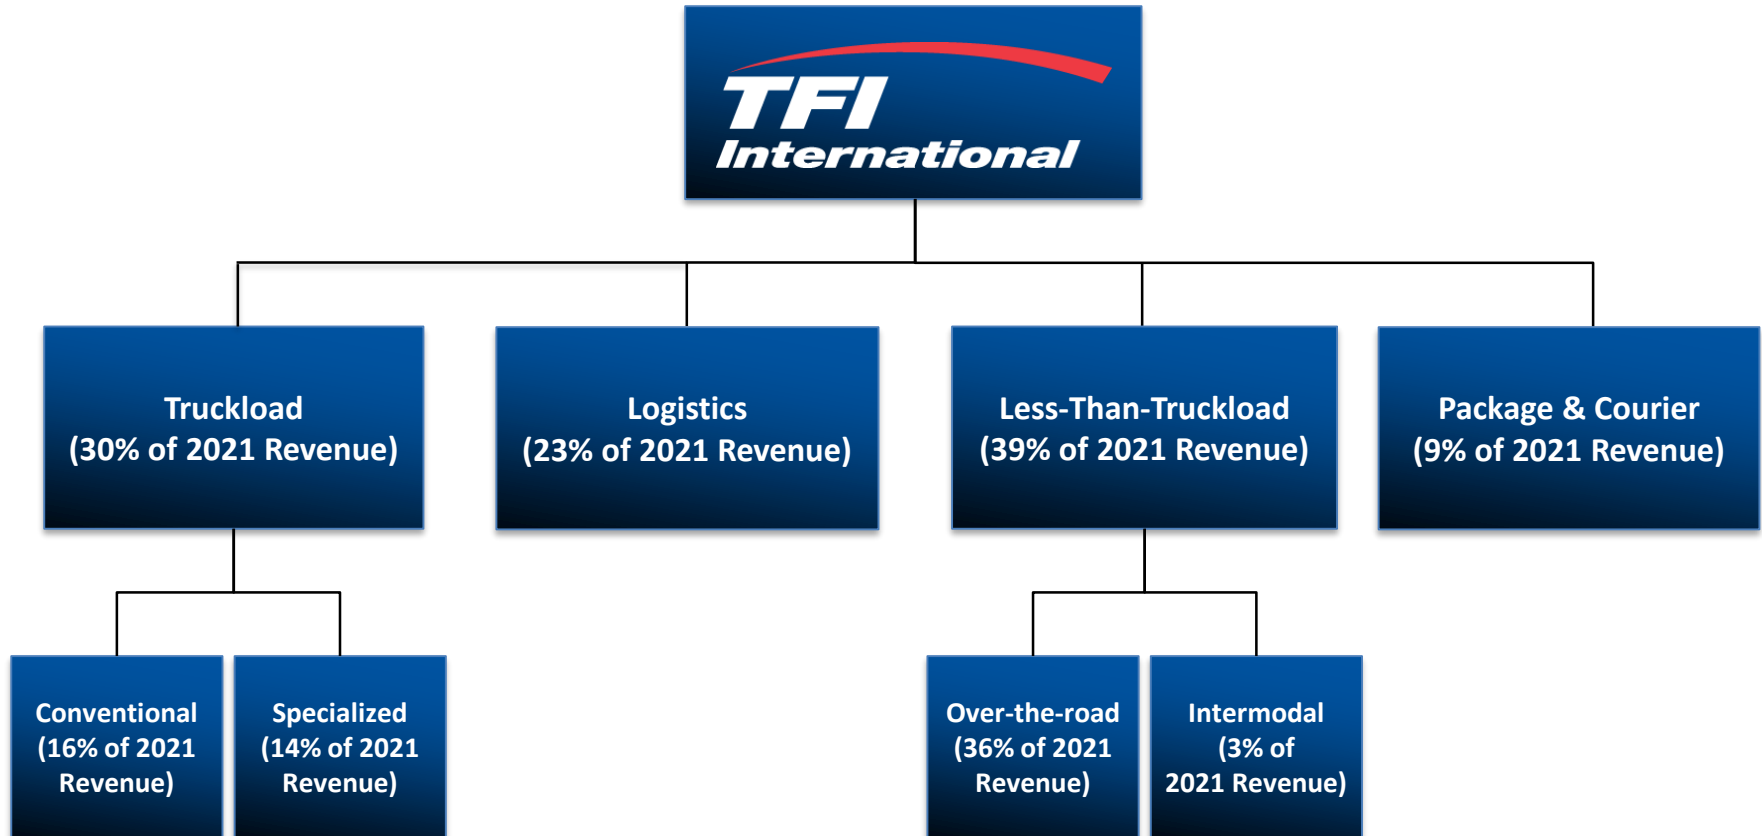 TFI
International
Truckload
(30% of 2021 Revenue)
Logistics
(23% of 2021 Revenue)
Less-Than-Truckload
(39% of 2021 Revenue)
Package & Courier
(9% of 2021 Revenue)
Conventional
(16% of 2021
Revenue)
Specialized
(14% of 2021
Revenue)
Over-the-road
(36% of 2021
Revenue)
Intermodal
(3% of
2021 Revenue)